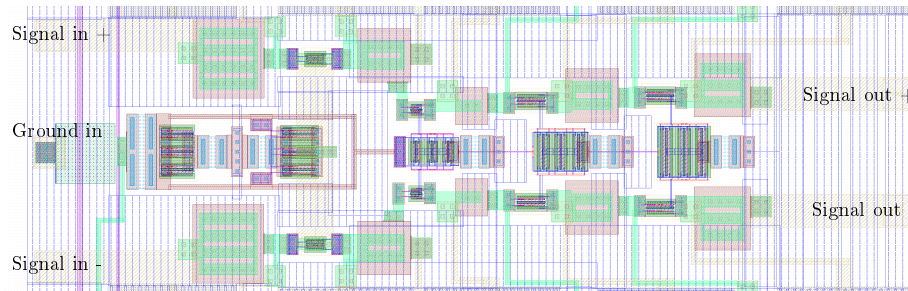 Signal in +
Signal out +
Ground in
Signal out
Signal in -